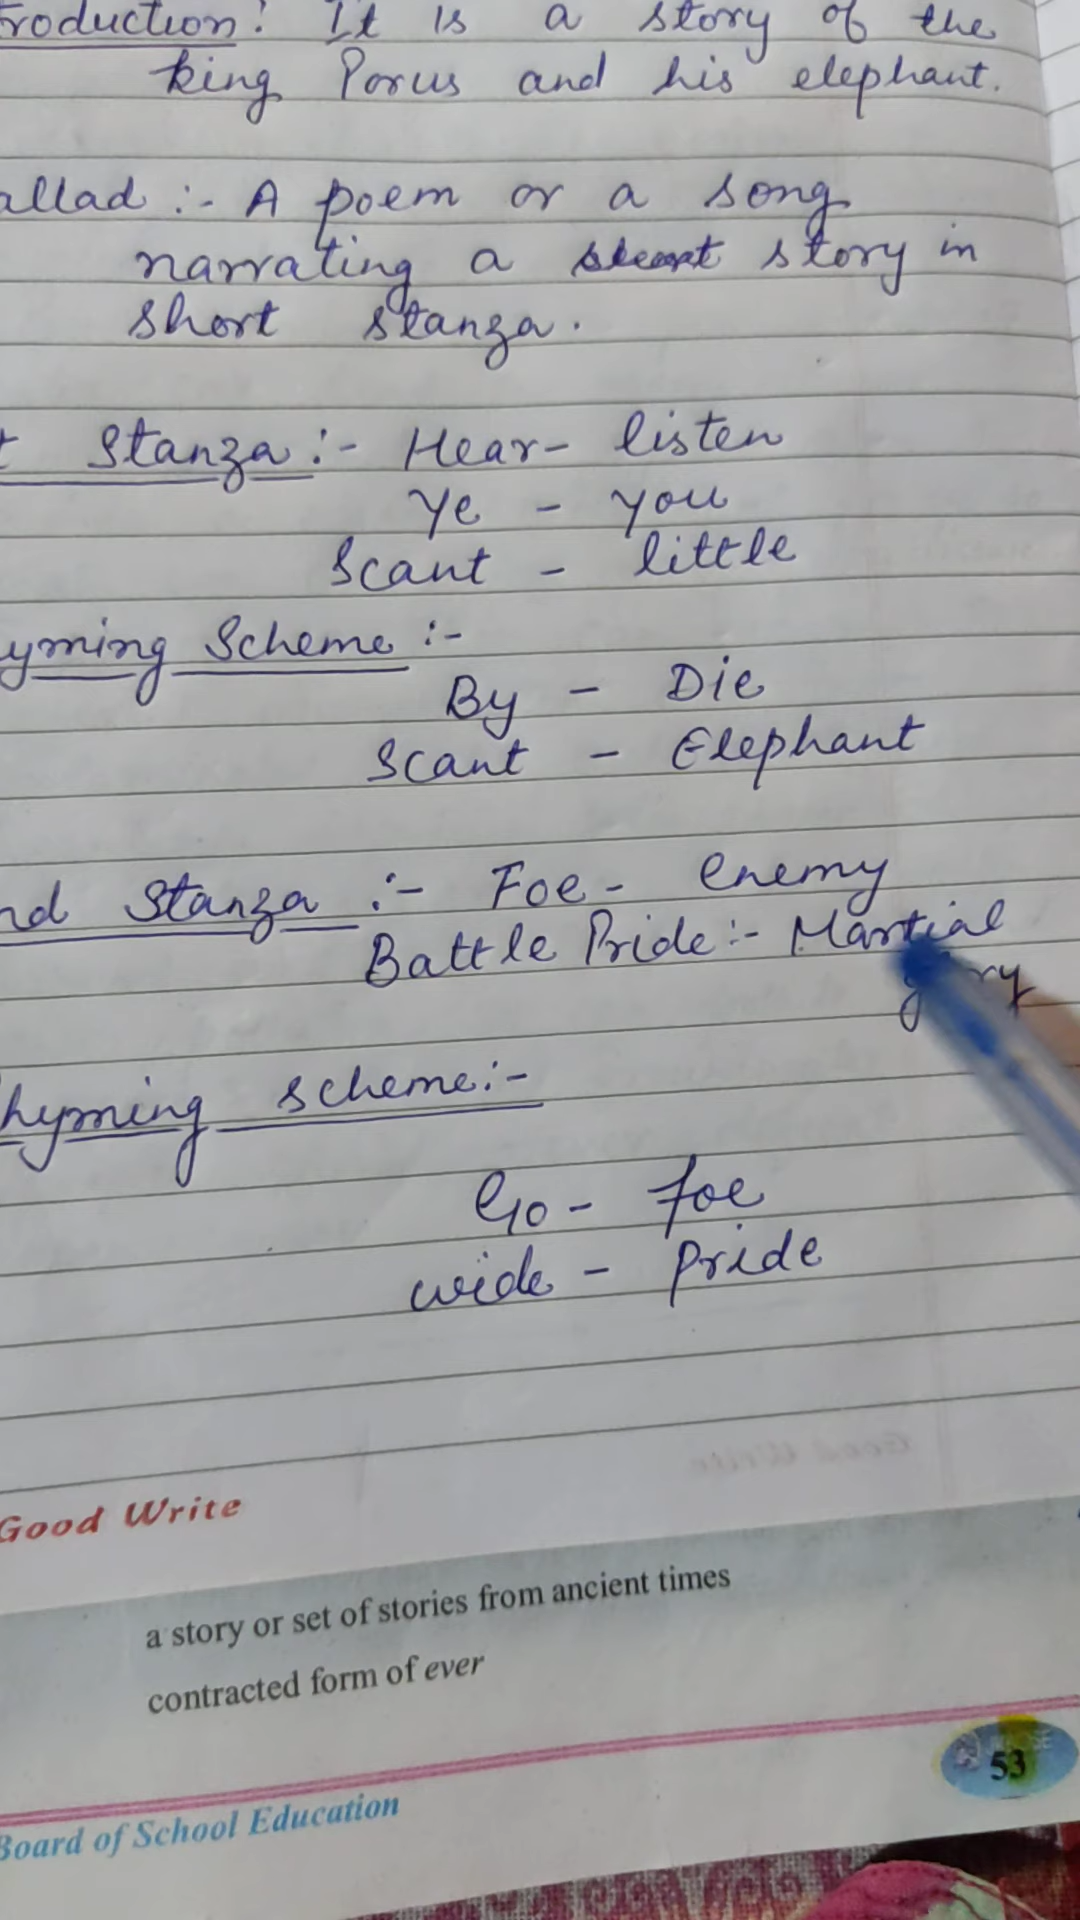 roduction: It is a story of the
king Porus and his elephant.
allad :- A poem or a song
narrating a story in
short stanza.
t Stanza :- Hear - listen
Ye - you
Scant - little
yming Scheme :-
By - Die
Scant - Elephant
nd Stanza :- Foe - enemy
Battle Pride :- Martial
hyming scheme :-
Go - foe
wide - Pride
Good Write
a story or set of stories from ancient times
contracted form of ever
53
Board of School Education